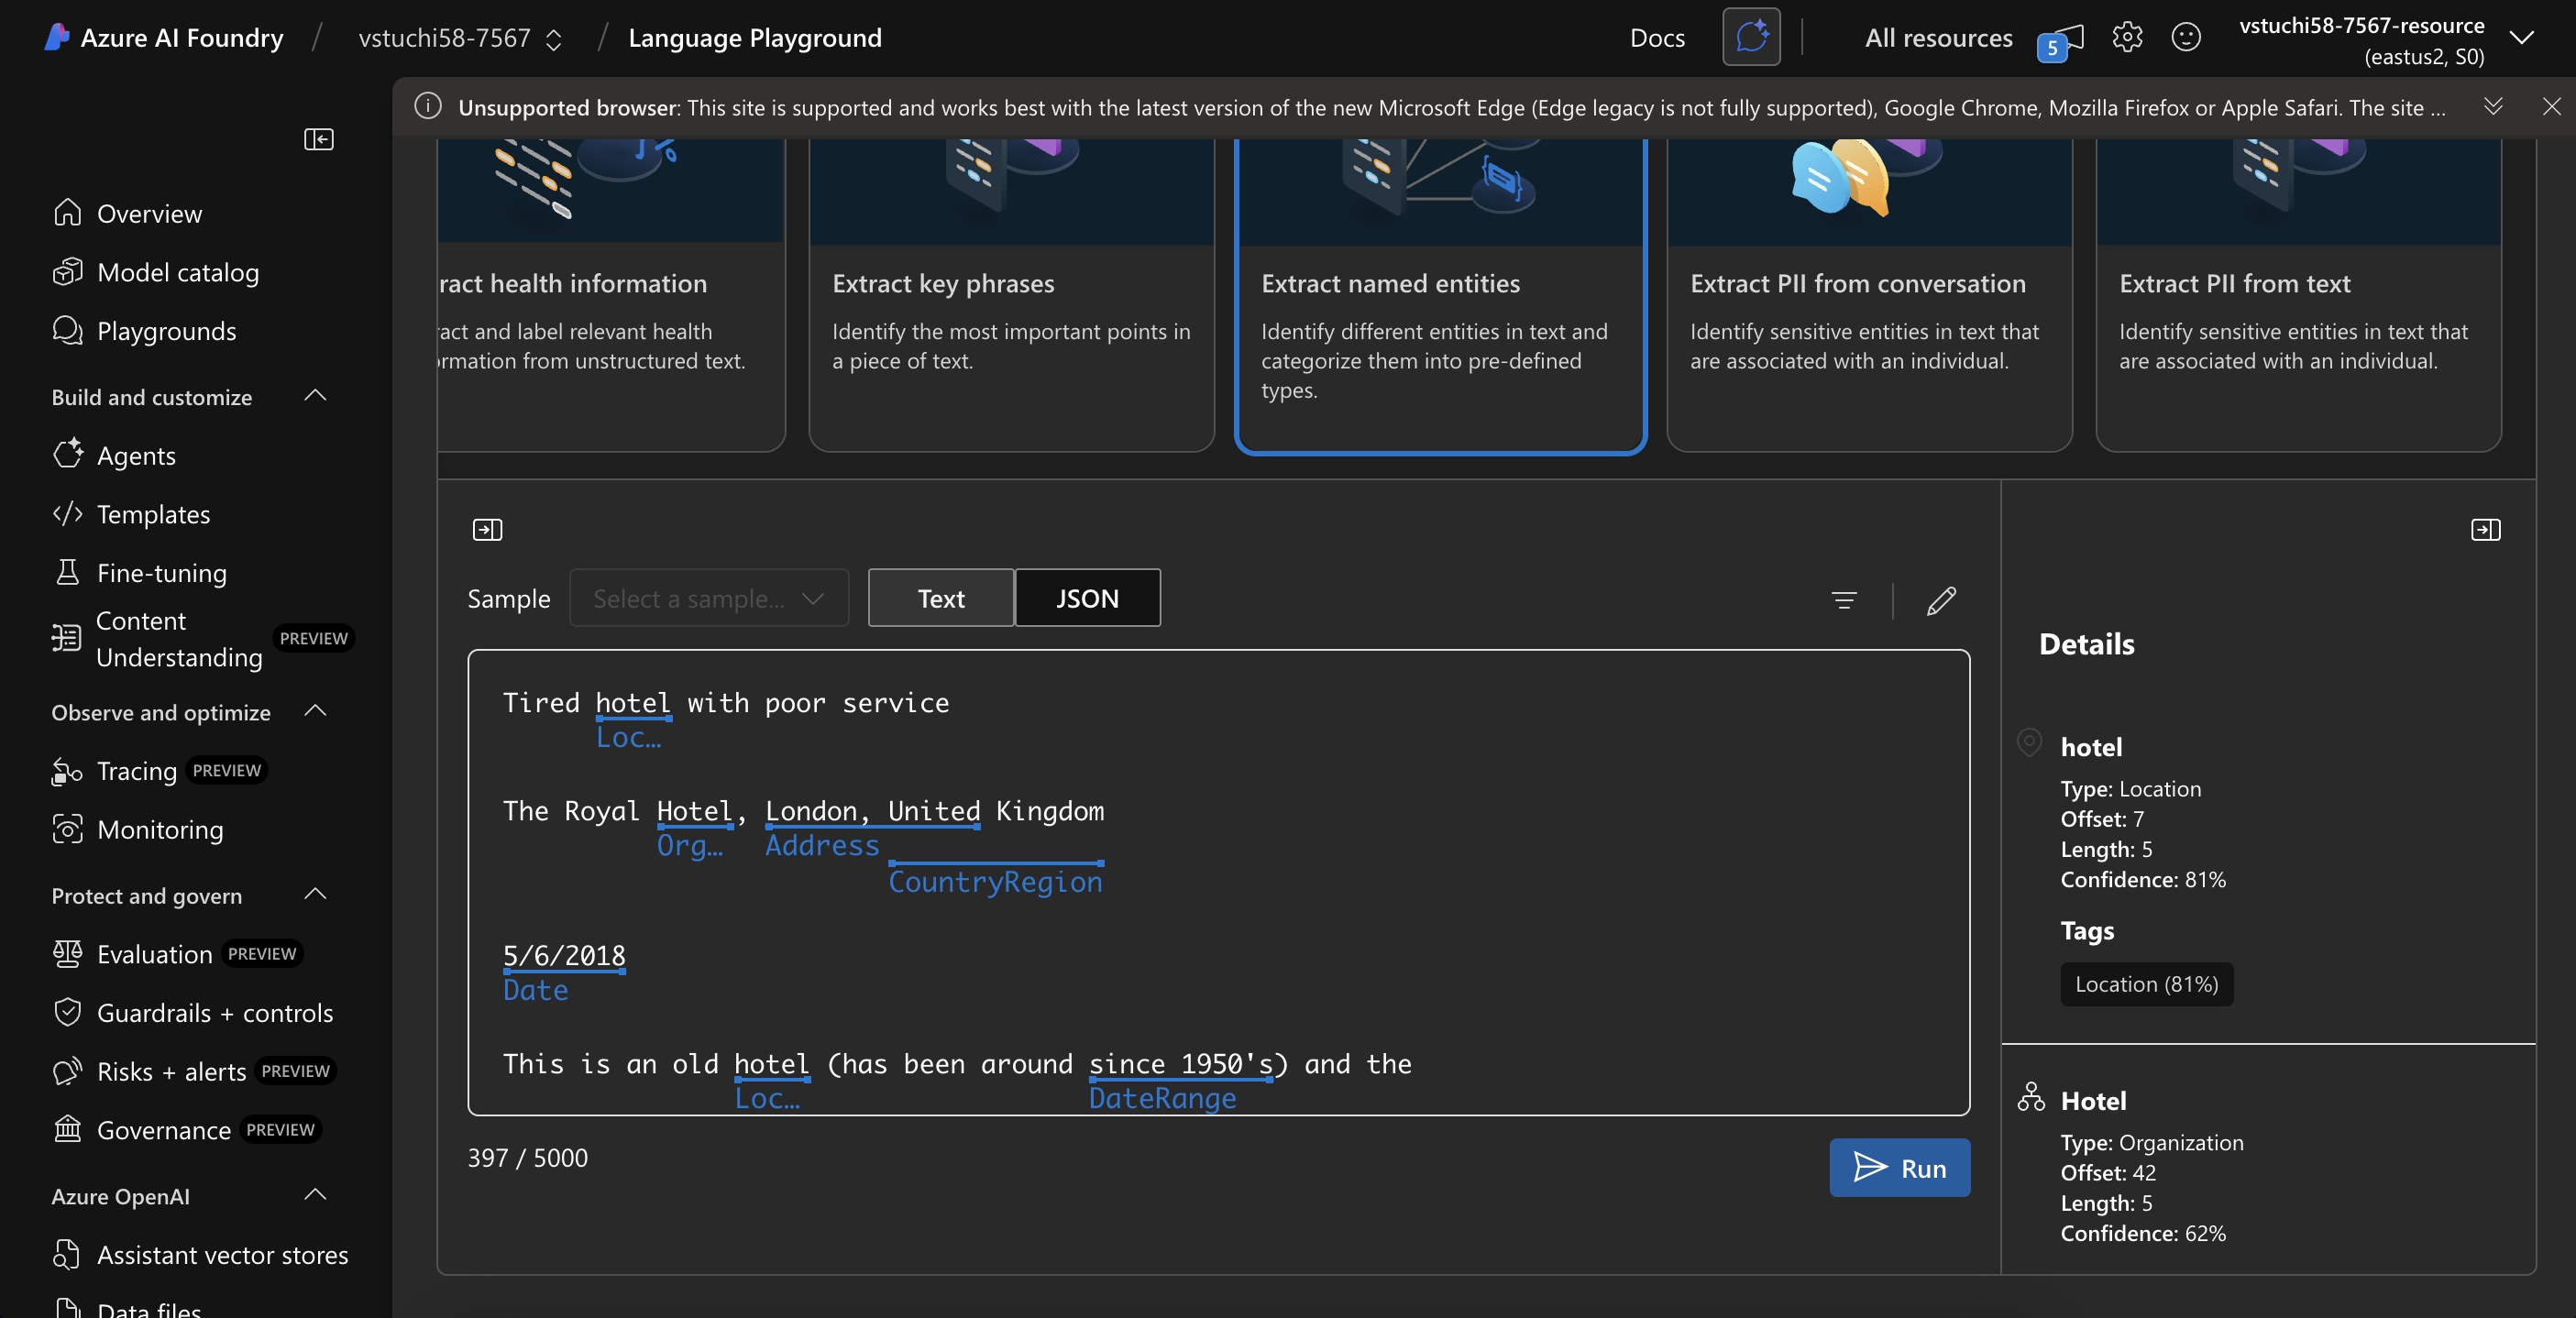 Azure AI Foundry / vstuchi58-7567 / Language Playground
Docs
All resources
5
vstuchi58-7567-resource
(eastus2, S0)
Unsupported browser: This site is supported and works best with the latest version of the new Microsoft Edge (Edge legacy is not fully supported), Google Chrome, Mozilla Firefox or Apple Safari. The site ...
Overview
Model catalog
Playgrounds
Build and customize
Agents
Templates
Fine-tuning
Content
Understanding
PREVIEW
Observe and optimize
Tracing PREVIEW
Monitoring
Protect and govern
Evaluation PREVIEW
Guardrails + controls
Risks + alerts PREVIEW
Governance PREVIEW
Azure OpenAI
Assistant vector stores
Data files
ract health information
ract and label relevant health
ormation from unstructured text.
Extract key phrases
Identify the most important points in
a piece of text.
Extract named entities
Identify different entities in text and
categorize them into pre-defined
types.
Extract PII from conversation
Identify sensitive entities in text that
are associated with an individual.
Extract PII from text
Identify sensitive entities in text that
are associated with an individual.
Sample
Select a sample...
Text
JSON
Tired hotel with poor service
Loc...
The Royal Hotel, London, United Kingdom
Org... Address
CountryRegion
5/6/2018
Date
This is an old hotel (has been around since 1950's) and the
Loc... DateRange
397 / 5000
Run
Details
hotel
Type: Location
Offset: 7
Length: 5
Confidence: 81%
Tags
Location (81%)
Hotel
Type: Organization
Offset: 42
Length: 5
Confidence: 62%